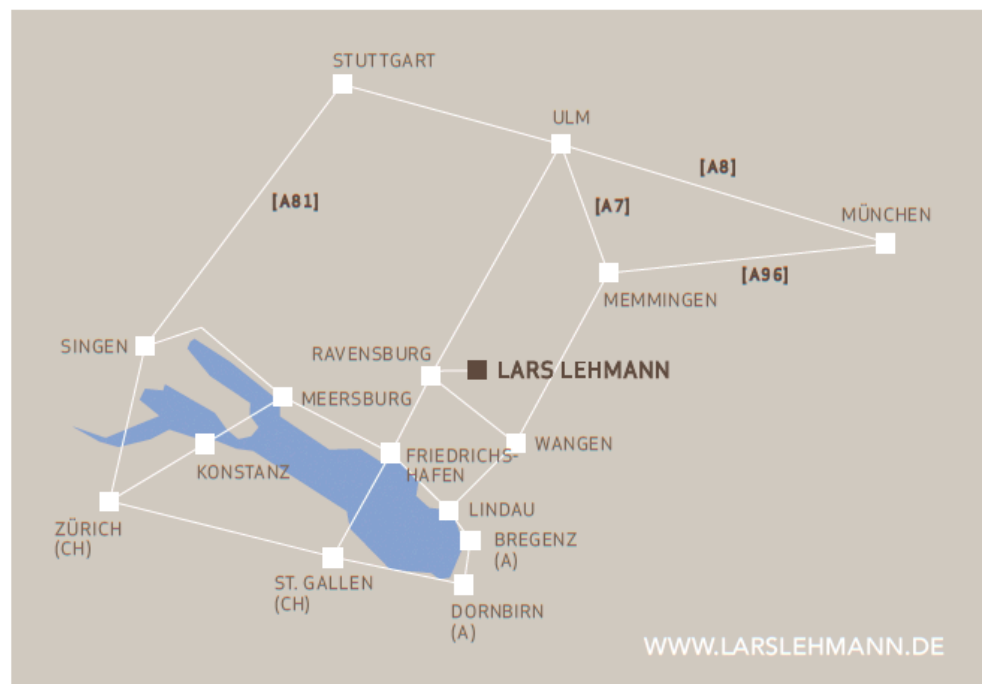 STUTTGART
ULM
[A8]
[A81]
[A7]
MÜNCHEN
[A96]
MEMMINGEN
SINGEN
RAVENSBURG
LARS LEHMANN
MEERSBURG
WANGEN
FRIEDRICHS-
HAFEN
KONSTANZ
LINDAU
ZÜRICH
(CH)
BREGENZ
(A)
ST. GALLEN
(CH)
DORNBIRN
(A)
WWW.LARSLEHMANN.DE